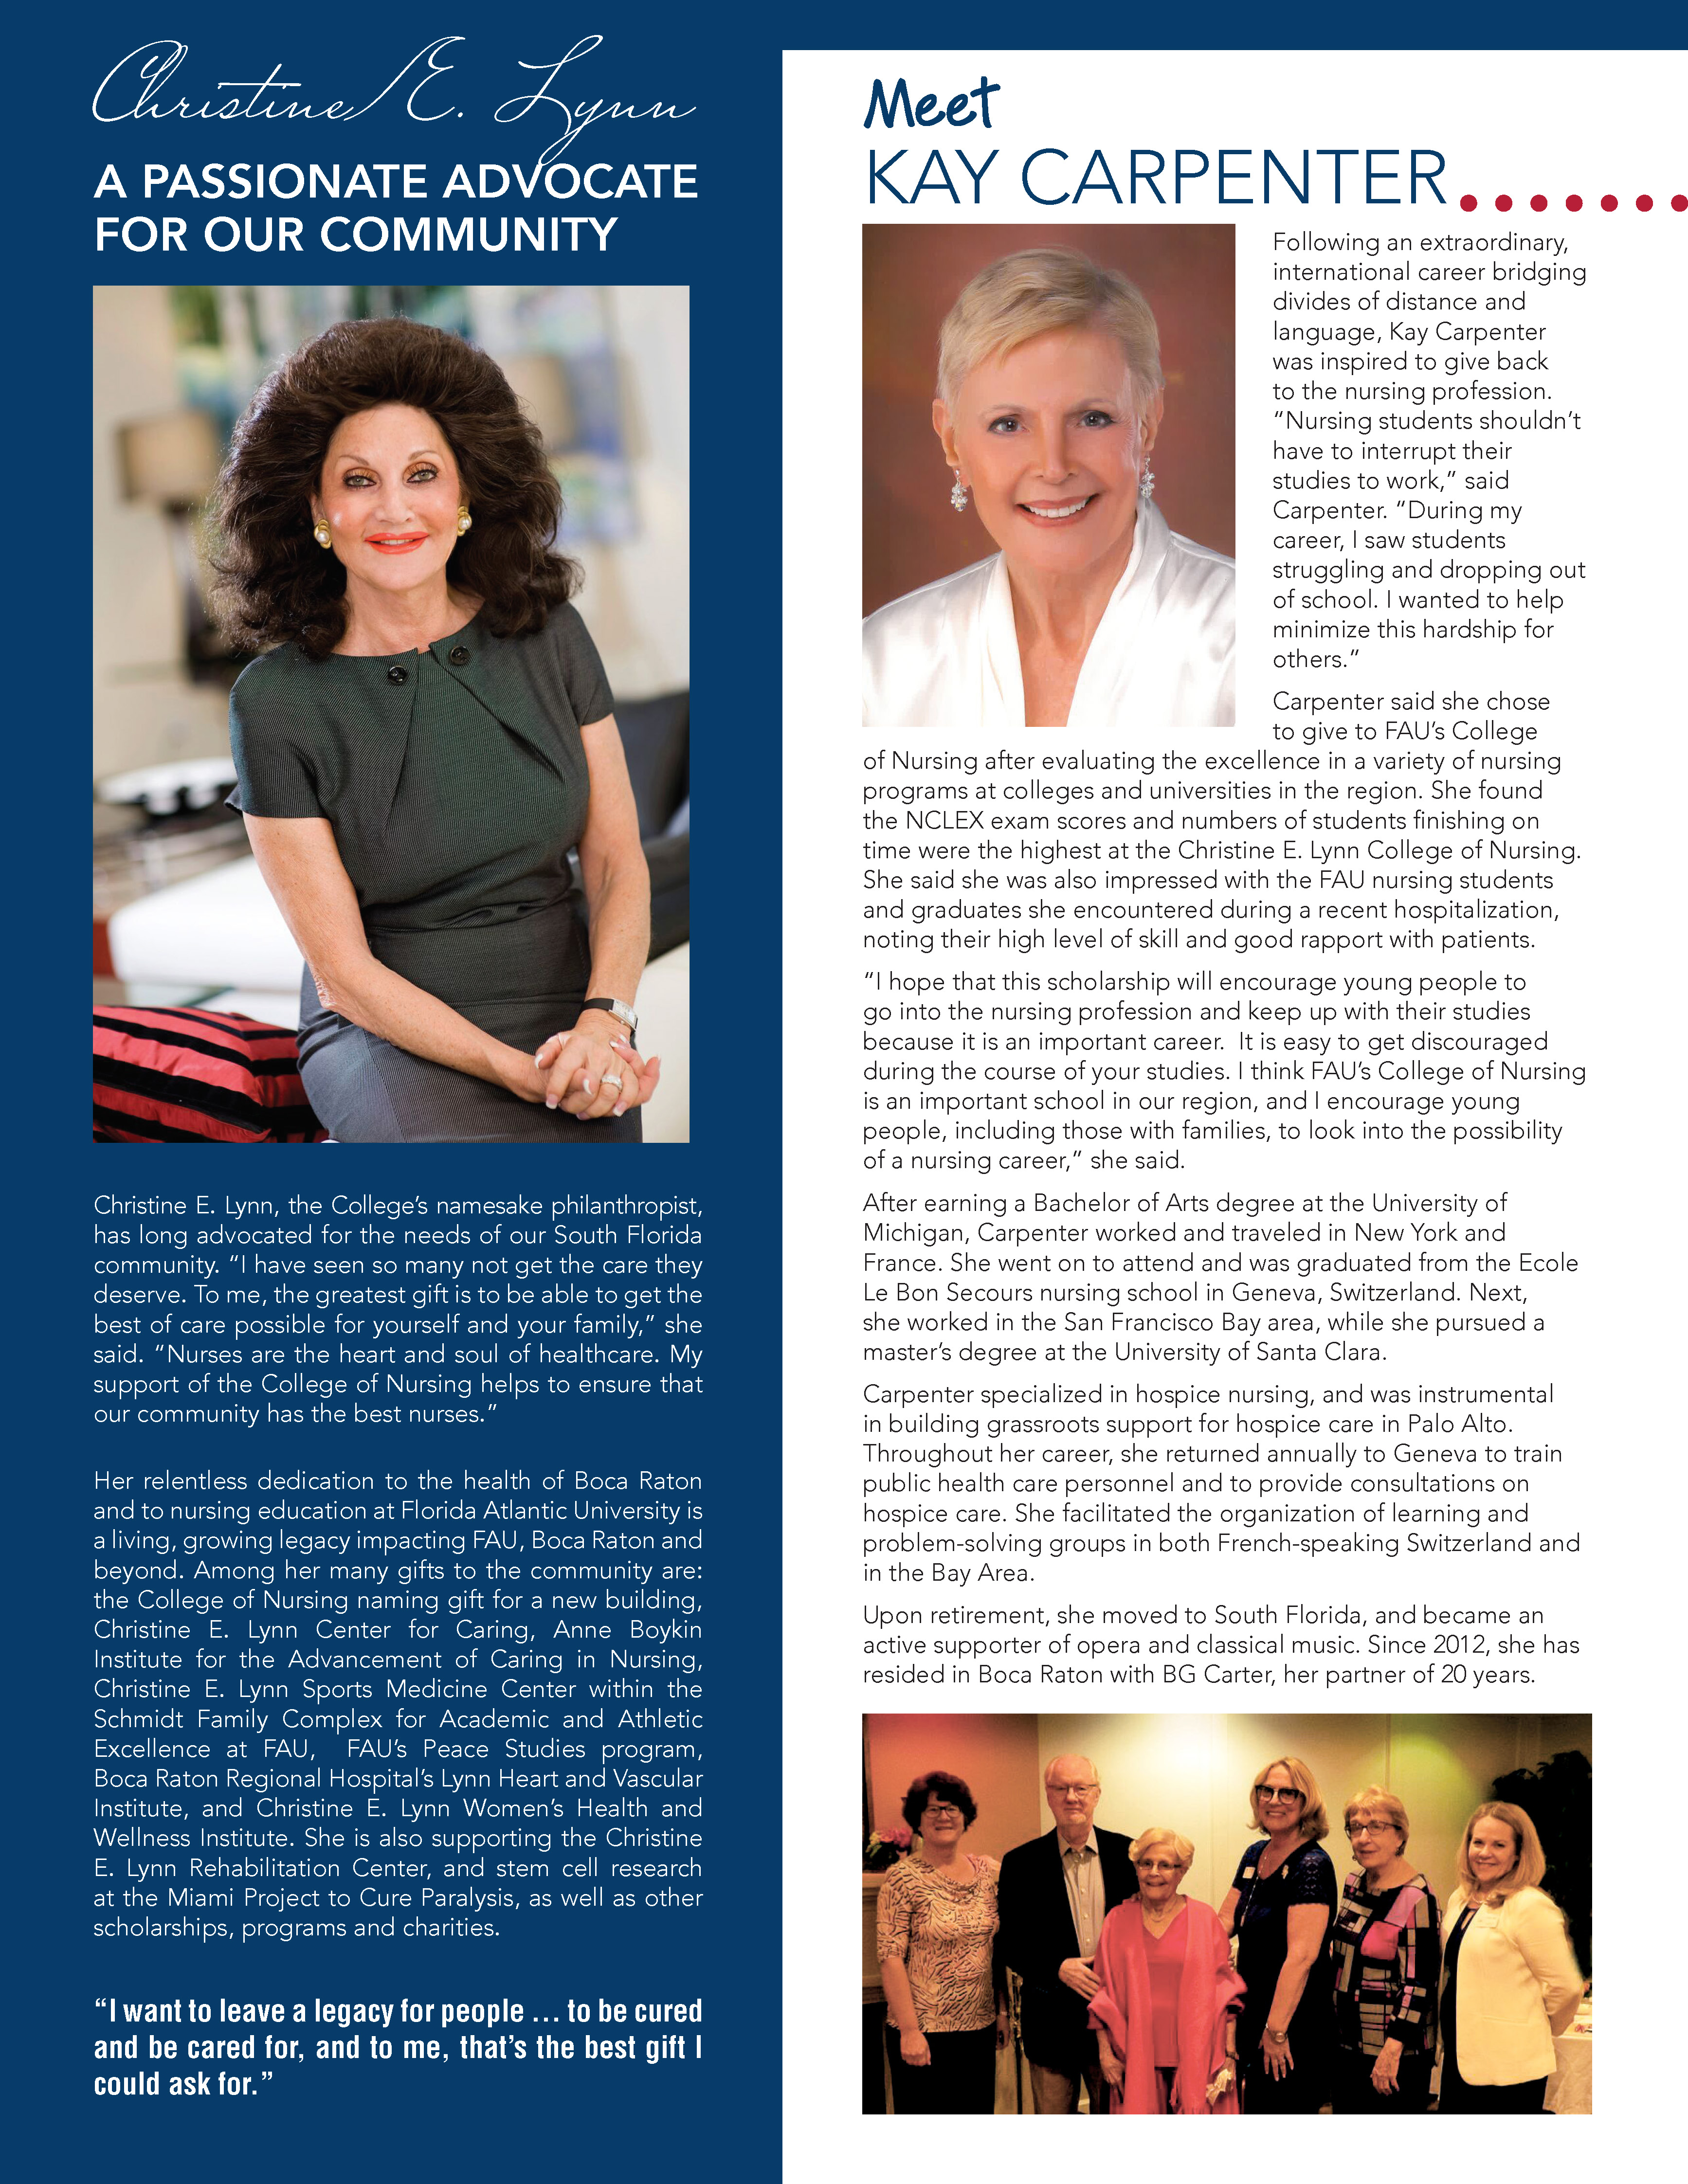 Christine E. Lynn
A PASSIONATE ADVOCATE
FOR OUR COMMUNITY
Christine E. Lynn, the College's namesake philanthropist,
has long advocated for the needs of our South Florida
community. “I have seen so many not get the care they
deserve. To me, the greatest gift is to be able to get the
best of care possible for yourself and your family,” she
said. “Nurses are the heart and soul of healthcare. My
support of the College of Nursing helps to ensure that
our community has the best nurses.”
Her relentless dedication to the health of Boca Raton
and to nursing education at Florida Atlantic University is
a living, growing legacy impacting FAU, Boca Raton and
beyond. Among her many gifts to the community are:
the College of Nursing naming gift for a new building,
Christine E. Lynn Center for Caring, Anne Boykin
Institute for the Advancement of Caring in Nursing,
Christine E. Lynn Sports Medicine Center within the
Schmidt Family Complex for Academic and Athletic
Excellence at FAU, FAU's Peace Studies program,
Boca Raton Regional Hospital's Lynn Heart and Vascular
Institute, and Christine E. Lynn Women's Health and
Wellness Institute. She is also supporting the Christine
E. Lynn Rehabilitation Center, and stem cell research
at the Miami Project to Cure Paralysis, as well as other
scholarships, programs and charities.
“I want to leave a legacy for people ... to be cured
and be cared for, and to me, that's the best gift I
could ask for.”
Meet
KAY CARPENTER.......
Following an extraordinary,
international career bridging
divides of distance and
language, Kay Carpenter
was inspired to give back
to the nursing profession.
“Nursing students shouldn't
have to interrupt their
studies to work,” said
Carpenter. “During my
career, I saw students
struggling and dropping out
of school. I wanted to help
minimize this hardship for
others.”
Carpenter said she chose
to give to FAU's College
of Nursing after evaluating the excellence in a variety of nursing
programs at colleges and universities in the region. She found
the NCLEX exam scores and numbers of students finishing on
time were the highest at the Christine E. Lynn College of Nursing.
She said she was also impressed with the FAU nursing students
and graduates she encountered during a recent hospitalization,
noting their high level of skill and good rapport with patients.
“I hope that this scholarship will encourage young people to
go into the nursing profession and keep up with their studies
because it is an important career. It is easy to get discouraged
during the course of your studies. I think FAU's College of Nursing
is an important school in our region, and I encourage young
people, including those with families, to look into the possibility
of a nursing career,” she said.
After earning a Bachelor of Arts degree at the University of
Michigan, Carpenter worked and traveled in New York and
France. She went on to attend and was graduated from the Ecole
Le Bon Secours nursing school in Geneva, Switzerland. Next,
she worked in the San Francisco Bay area, while she pursued a
master's degree at the University of Santa Clara.
Carpenter specialized in hospice nursing, and was instrumental
in building grassroots support for hospice care in Palo Alto.
Throughout her career, she returned annually to Geneva to train
public health care personnel and to provide consultations on
hospice care. She facilitated the organization of learning and
problem-solving groups in both French-speaking Switzerland and
in the Bay Area.
Upon retirement, she moved to South Florida, and became an
active supporter of opera and classical music. Since 2012, she has
resided in Boca Raton with BG Carter, her partner of 20 years.